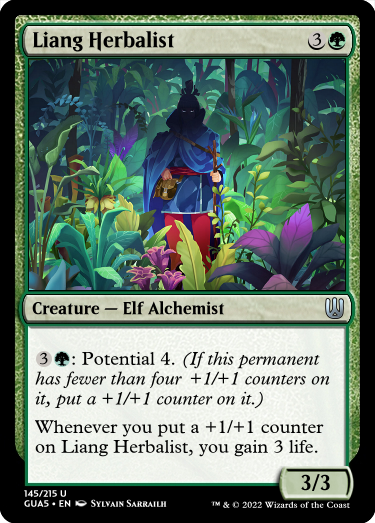 Liang Herbalist 3
Creature — Elf Alchemist
3: Potential 4. (If this permanent
has fewer than four +1/+1 counters on
it, put a +1/+1 counter on it.)
Whenever you put a +1/+1 counter
on Liang Herbalist, you gain 3 life.
3/3
145/215 U
GUA5 • EN Sylvain Sarrailh
™ & © 2022 Wizards of the Coast